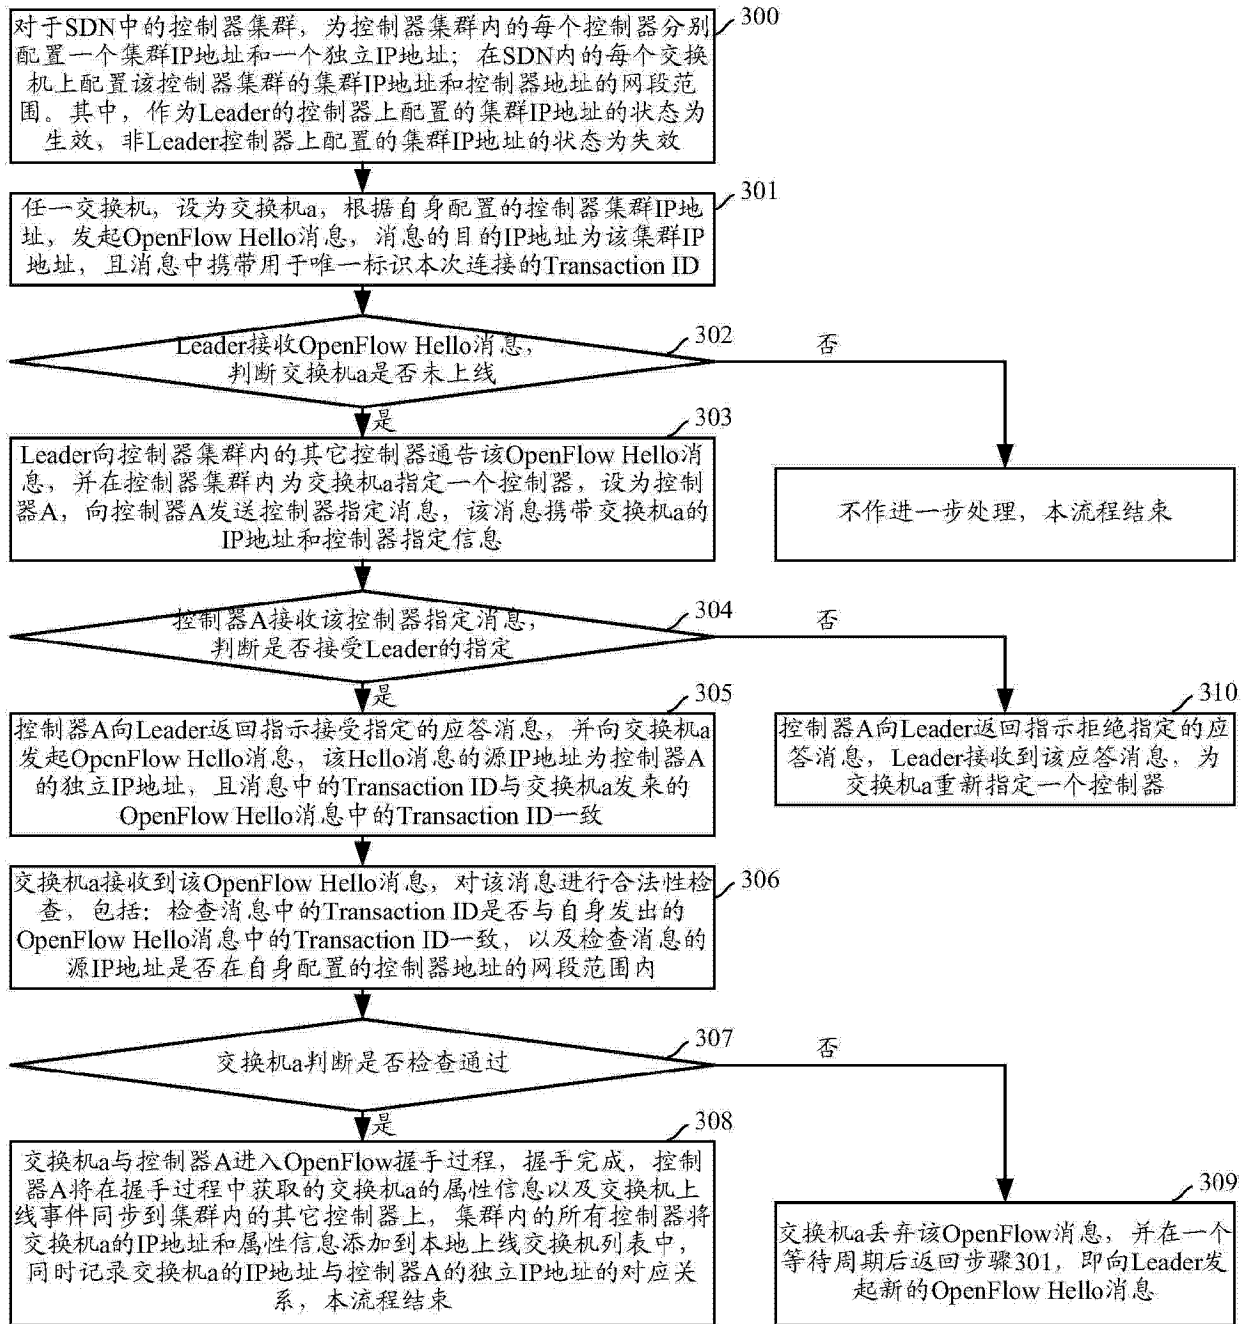 300
对于SDN中的控制器集群，为控制器集群内的每个控制器分别
配置一个集群IP地址和一个独立IP地址；在SDN内的每个交换
机上配置该控制器集群的集群IP地址和控制器地址的网段范
围。其中，作为Leader的控制器上配置的集群IP地址的状态为
生效，非Leader控制器上配置的集群IP地址的状态为失效
301
任一交换机，设为交换机a，根据自身配置的控制器集群IP地
址，发起OpenFlow Hello消息，消息的目的IP地址为该集群IP
地址，且消息中携带用于唯一标识本次连接的Transaction ID
302
Leader接收OpenFlow Hello消息，
判断交换机a是否未上线
否
是
303
Leader向控制器集群内的其它控制器通告该OpenFlow Hello消
息，并在控制器集群内为交换机a指定一个控制器，设为控制
器A，向控制器A发送控制器指定消息，该消息携带交换机a的
IP地址和控制器指定信息
不作进一步处理，本流程结束
304
控制器A接收该控制器指定消息，
判断是否接受Leader的指定
否
是
305
控制器A向Leader返回指示接受指定的应答消息，并向交换机a
发起OpenFlow Hello消息，该Hello消息的源IP地址为控制器A
的独立IP地址，且消息中的Transaction ID与交换机a发来的
OpenFlow Hello消息中的Transaction ID一致
310
控制器A向Leader返回指示拒绝指定的应
答消息，Leader接收到该应答消息，为
交换机a重新指定一个控制器
306
交换机a接收到该OpenFlow Hello消息，对该消息进行合法性检
查，包括：检查消息中的Transaction ID是否与自身发出的
OpenFlow Hello消息中的Transaction ID一致，以及检查消息的
源IP地址是否在自身配置的控制器地址的网段范围内
307
交换机a判断是否检查通过
否
是
308
交换机a与控制器A进入OpenFlow握手过程，握手完成，控制
器A将在握手过程中获取的交换机a的属性信息以及交换机上
线事件同步到集群内的其它控制器上，集群内的所有控制器将
交换机a的IP地址和属性信息添加到本地上线交换机列表中，
同时记录交换机a的IP地址与控制器A的独立IP地址的对应关
系，本流程结束
309
交换机a丢弃该OpenFlow消息，并在一个
等待周期后返回步骤301，即向Leader发
起新的OpenFlow Hello消息